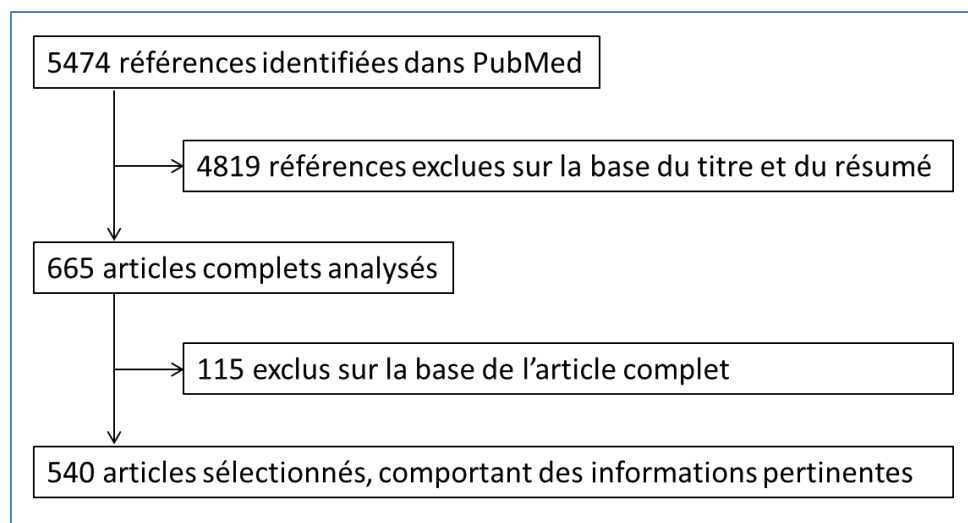 5474 références identifiées dans PubMed
4819 références exclues sur la base du titre et du résumé
665 articles complets analysés
115 exclus sur la base de l’article complet
540 articles sélectionnés, comportant des informations pertinentes